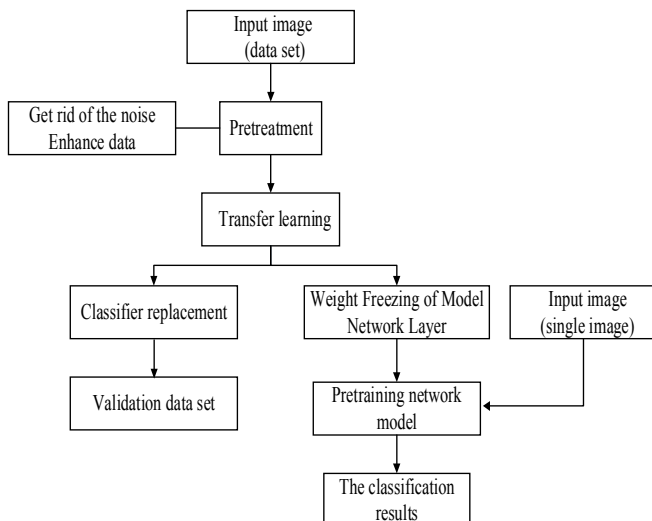 Input image
(data set)
Get rid of the noise
Enhance data
Pretreatment
Transfer learning
Classifier replacement
Weight Freezing of Model
Network Layer
Input image
(single image)
Validation data set
Pretraining network
model
The classification
results